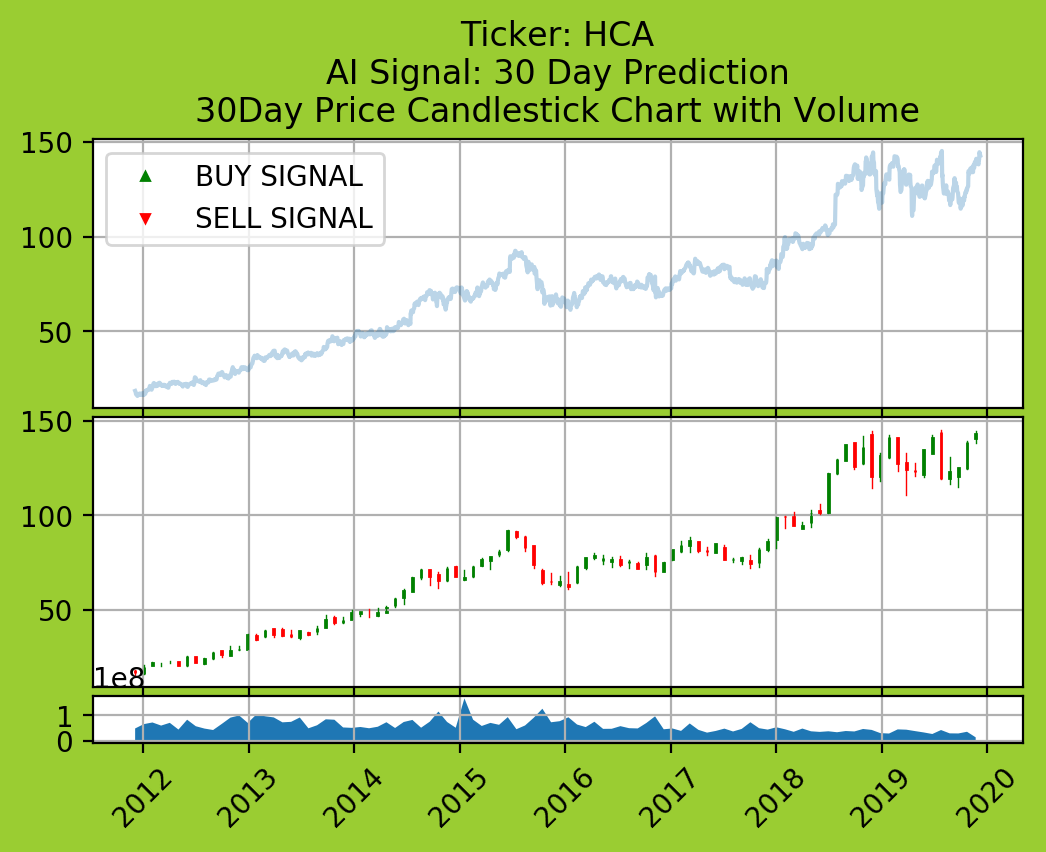 Ticker: HCA
AI Signal: 30 Day Prediction
30Day Price Candlestick Chart with Volume
150
BUY SIGNAL
SELL SIGNAL
100
50
150
100
50
1e8
1
0
2012 2013 2014 2015 2016 2017 2018 2019 2020